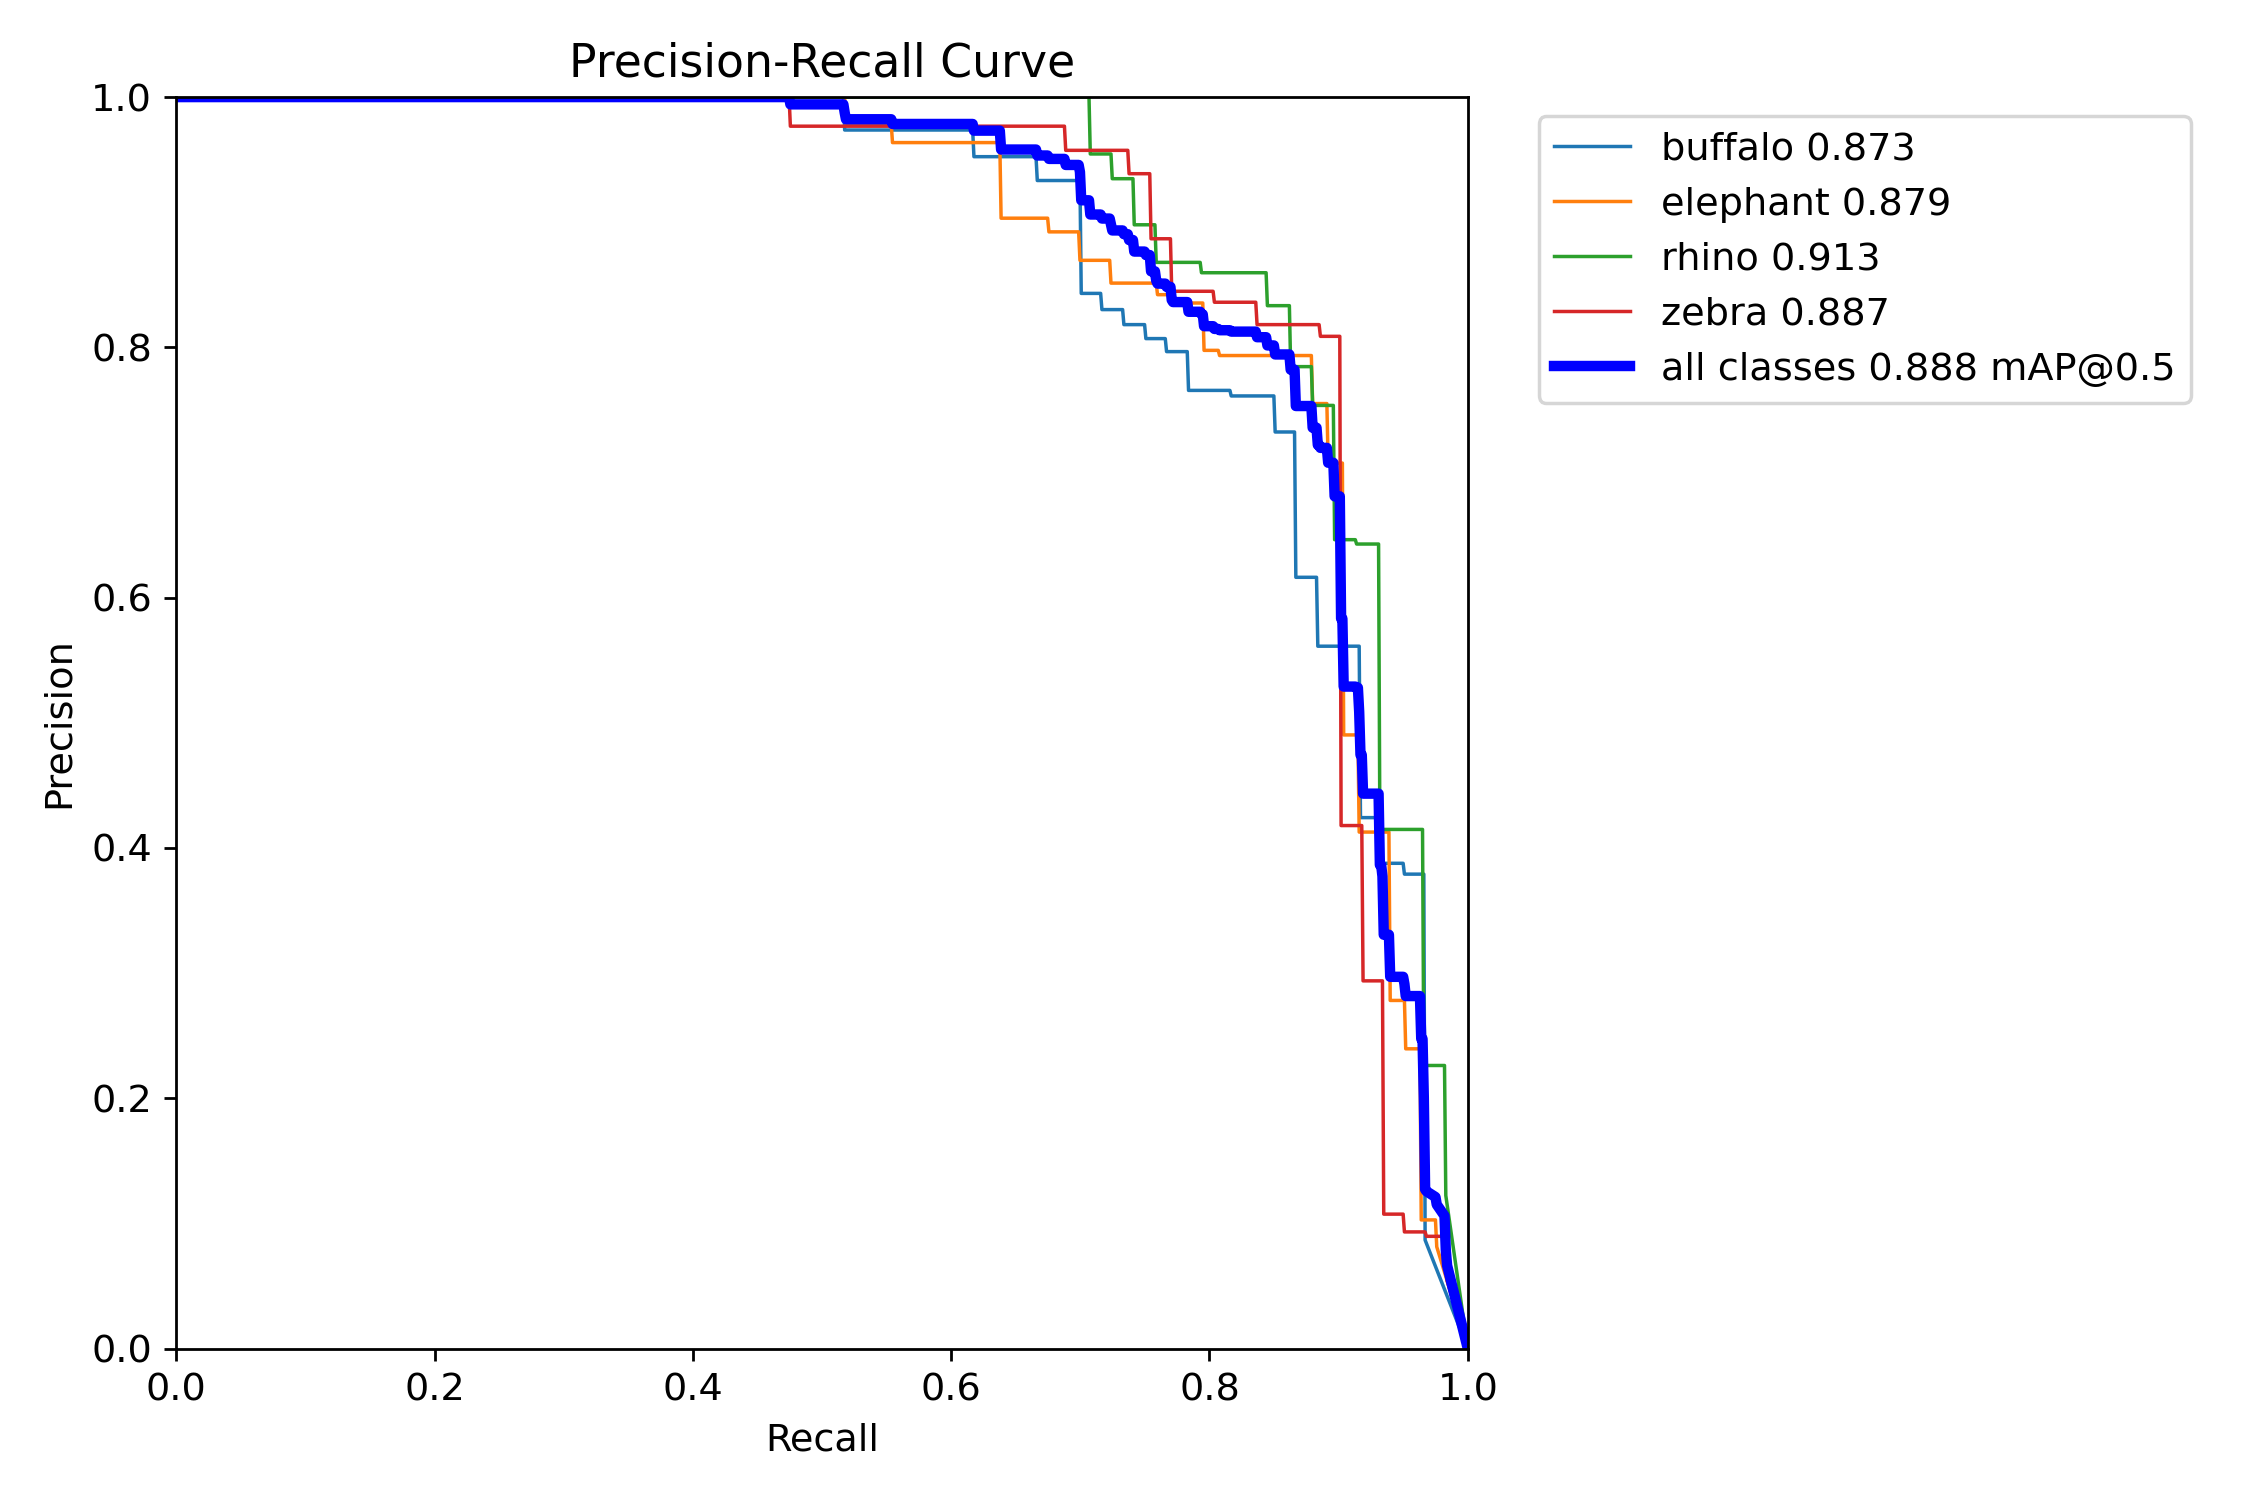 Precision-Recall Curve
1.0
0.8
0.6
0.4
0.2
0.0
Precision
0.0 0.2 0.4 0.6 0.8 1.0
Recall
buffalo 0.873
elephant 0.879
rhino 0.913
zebra 0.887
all classes 0.888 mAP@0.5